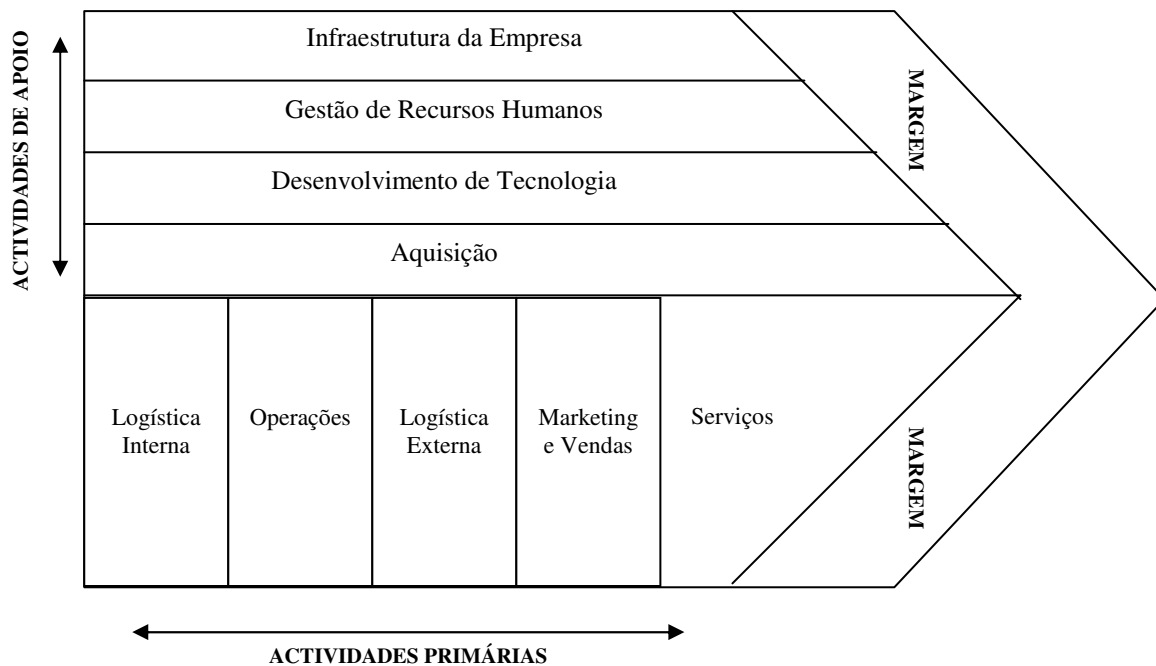 ACTIVIDADES DE APOIO
Infraestrutura da Empresa
Gestão de Recursos Humanos
Desenvolvimento de Tecnologia
Aquisição
MARGEM
Logística
Interna
Operações
Logística
Externa
Marketing
e Vendas
Serviços
MARGEM
ACTIVIDADES PRIMÁRIAS